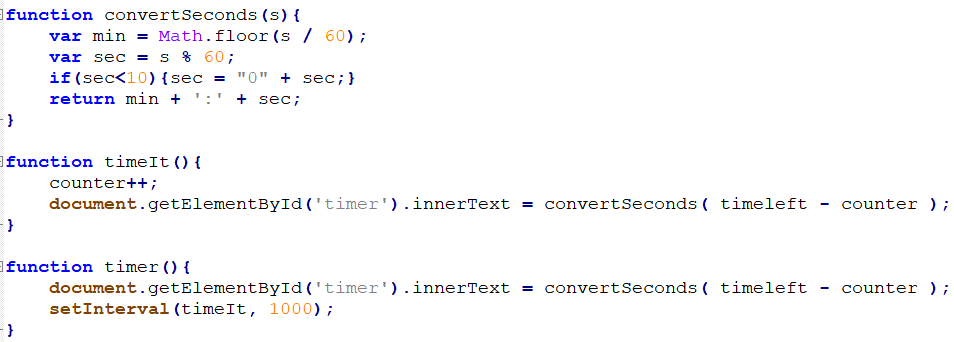 function convertSeconds(s){
var min = Math.floor(s / 60);
var sec = s % 60;
if(sec<10){sec = "0" + sec;}
return min + ':' + sec;
}
function timeIt(){
counter++;
document.getElementById('timer').innerText = convertSeconds( timeleft - counter );
}
function timer(){
document.getElementById('timer').innerText = convertSeconds( timeleft - counter );
setInterval(timeIt, 1000);
}